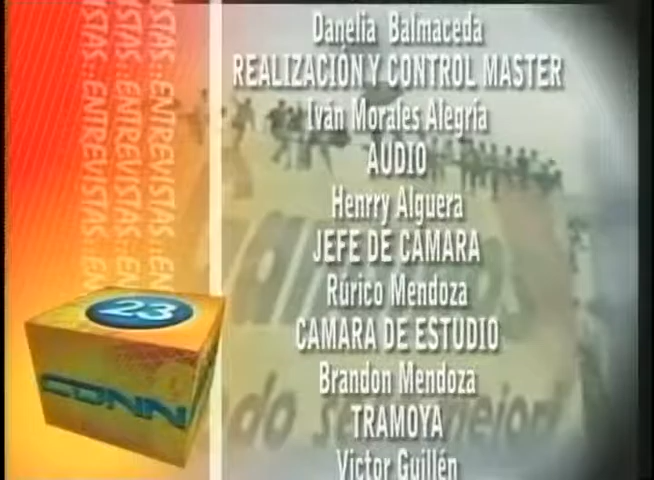 Danelia Balmaceda
REALIZACIÓN Y CONTROL MASTER
Iván Morales Alegría
AUDIO
Henrry Alguera
JEFE DE CAMARA
Rúrico Mendoza
CAMARA DE ESTUDIO
Brandon Mendoza
TRAMOYA
Victor Guillén
ENTREVISTAS::ENTREVISTAS::
23
CDNN